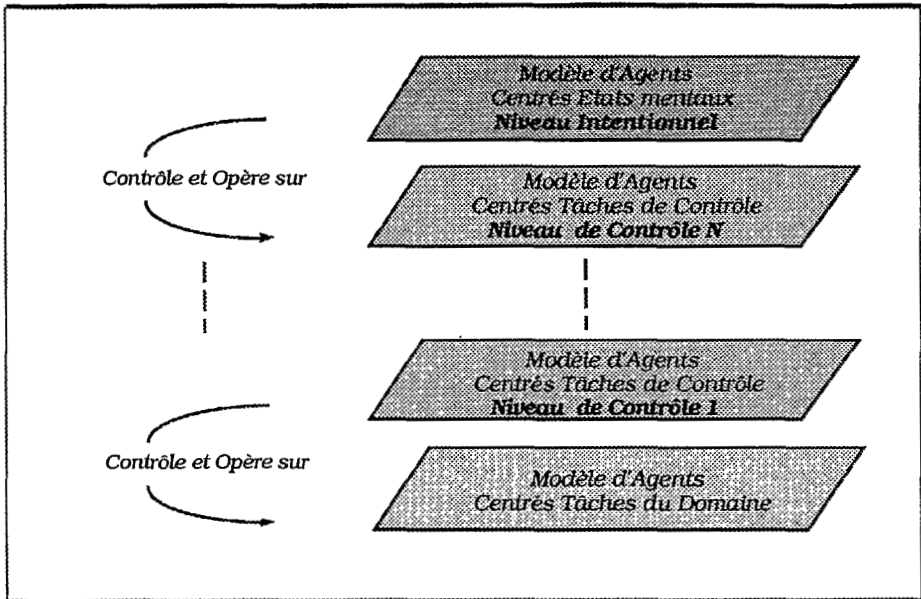 Modèle d'Agents
Centrés Etats mentaux
Niveau Intentionnel
Contrôle et Opère sur
Modèle d'Agents
Centrés Tâches de Contrôle
Niveau de Contrôle N
Modèle d'Agents
Centrés Tâches de Contrôle
Niveau de Contrôle 1
Contrôle et Opère sur
Modèle d'Agents
Centrés Tâches du Domaine